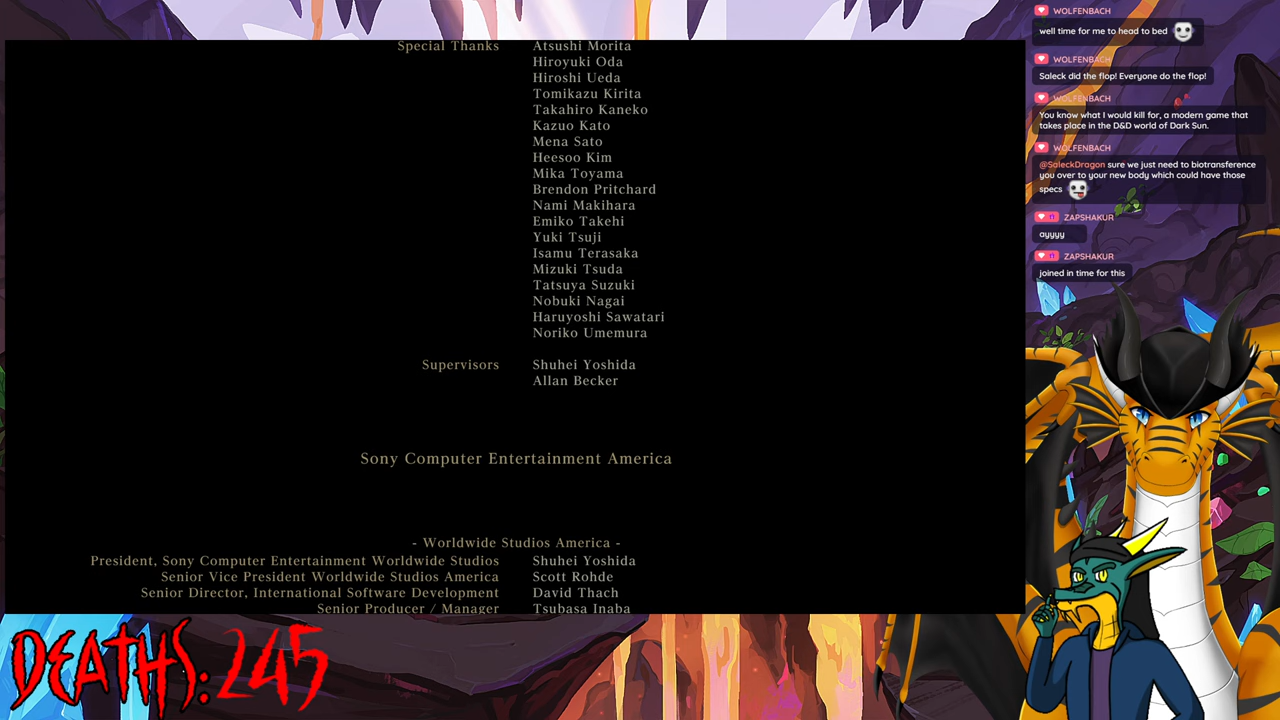 Special Thanks Atsushi Morita
Hiroyuki Oda
Hiroshi Ueda
Tomikazu Kirita
Takahiro Kaneko
Kazuo Kato
Mena Sato
Heesoo Kim
Mika Toyama
Brendon Pritchard
Nami Makihara
Emiko Takehi
Yuki Tsuji
Isamu Terasaka
Mizuki Tsuda
Tatsuya Suzuki
Nobuki Nagai
Haruyoshi Sawatari
Noriko Umemura
Supervisors Shuhei Yoshida
Allan Becker
Sony Computer Entertainment America
- Worldwide Studios America -
President, Sony Computer Entertainment Worldwide Studios Shuhei Yoshida
Senior Vice President Worldwide Studios America Scott Rohde
Senior Director, International Software Development David Thach
Senior Producer / Manager Tsubasa Inaba
DEATHS: 245
WOLFENBACH
well time for me to head to bed
WOLFENBACH
Saleck did the flop! Everyone do the flop!
WOLFENBACH
You know what I would kill for, a modern game that
takes place in the D&D world of Dark Sun.
WOLFENBACH
@SaleckDragon sure we just need to biotransference
you over to your new body which could have those
specs
ZAPSHAKUR
ayyyy
ZAPSHAKUR
joined in time for this